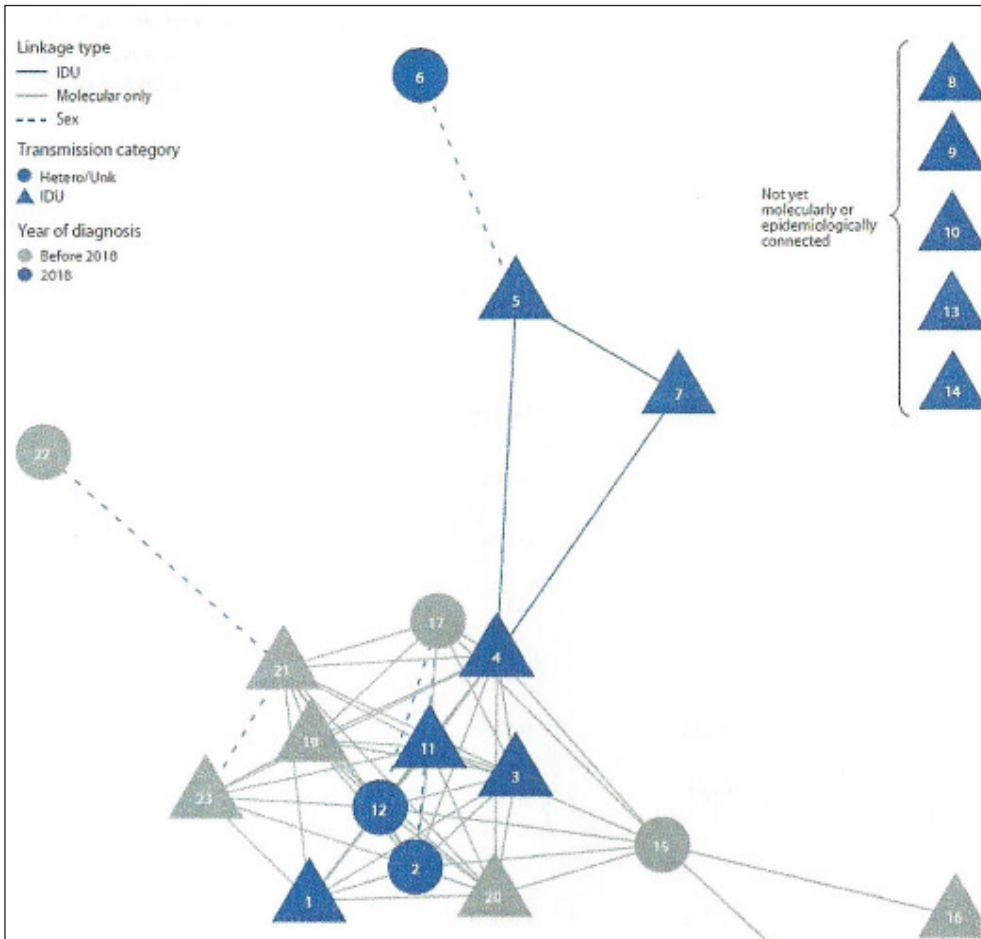 Linkage type
IDU
Molecular only
Sex
Transmission category
Hetero/Unk
IDU
Year of diagnosis
Before 2018
2018
6
8
9
Not yet
molecularly or
epidemiologically
connected
10
5
13
7
14
22
17
4
21
19
11
3
23
12
15
2
20
1
16